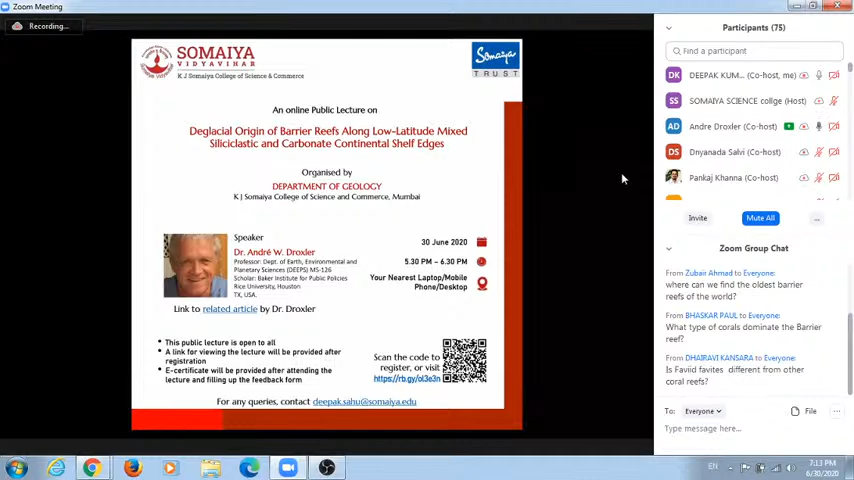 Zoom Meeting
Recording...
SOMAIYA
VIDYAVIHAR
K J Somaiya College of Science & Commerce
Somaiya
TRUST
An online Public Lecture on
Deglacial Origin of Barrier Reefs Along Low-Latitude Mixed
Siliciclastic and Carbonate Continental Shelf Edges
Organised by
DEPARTMENT OF GEOLOGY
K J Somaiya College of Science and Commerce, Mumbai
Speaker
Dr. André W. Droxler
Professor: Dept. of Earth, Environmental and
Planetary Sciences (DEEPS) MS-126
Scholar: Baker Institute for Public Policies
Rice University, Houston
TX, USA.
30 June 2020
5.30 PM – 6.30 PM
Your Nearest Laptop/Mobile
Phone/Desktop
Link to related article by Dr. Droxler
• This public lecture is open to all
• A link for viewing the lecture will be provided after
registration
• E-certificate will be provided after attending the
lecture and filling up the feedback form
Scan the code to
register, or visit
https://rb.gy/ol3e3n
For any queries, contact deepak.sahu@somaiya.edu
Participants (75)
Find a participant
DK DEEPAK KUM... (Co-host, me)
SS SOMAIYA SCIENCE collge (Host)
AD Andre Droxler (Co-host)
DS Dnyanada Salvi (Co-host)
Pankaj Khanna (Co-host)
Invite
Mute All
...
Zoom Group Chat
From Zubair Ahmad to Everyone:
where can we find the oldest barrier
reefs of the world?
From BHASKAR PAUL to Everyone:
What type of corals dominate the Barrier
reef?
From DHAIRAVI KANSARA to Everyone:
Is Faviid favites different from other
coral reefs?
To: Everyone
File
...
Type message here...
EN
7:13 PM
6/30/2020